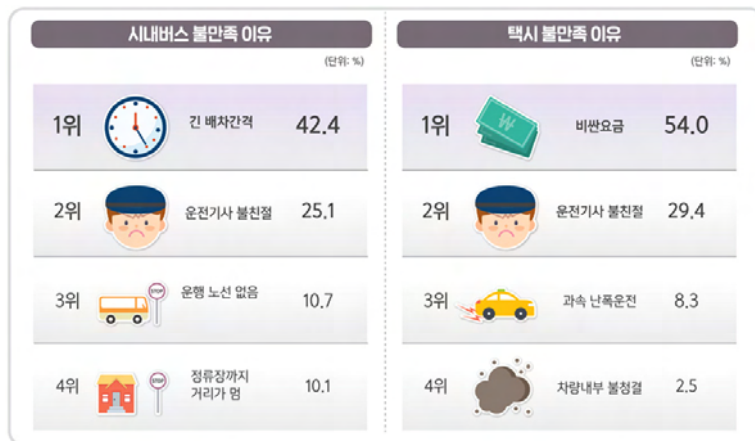 시내버스 불만족 이유
(단위: %)
1위 긴 배차간격 42.4
2위 운전기사 불친절 25.1
3위 운행 노선 없음 10.7
STOP
4위 정류장까지
거리가 멈 10.1
STOP
택시 불만족 이유
(단위: %)
1위 비싼요금 54.0
₩
2위 운전기사 불친절 29.4
3위 과속 난폭운전 8.3
4위 차량내부 불청결 2.5